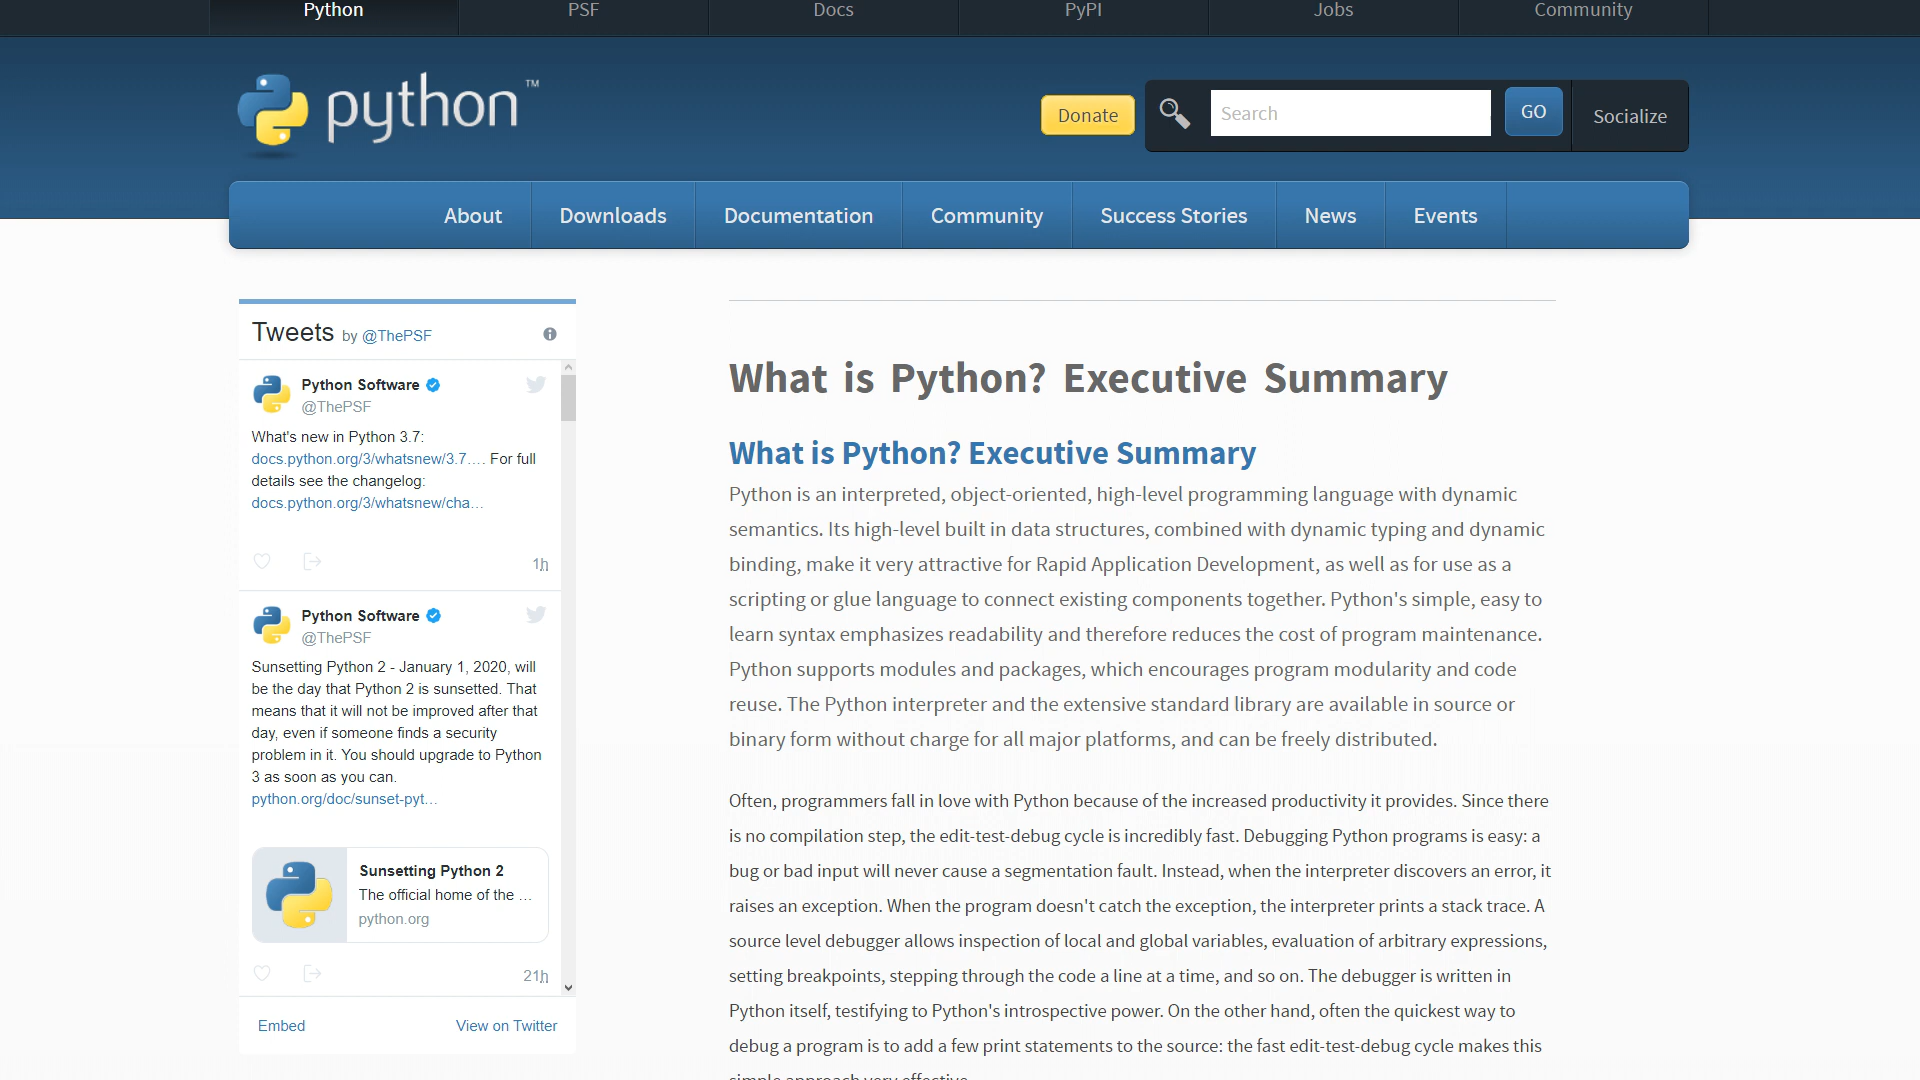 Python
PSF
Docs
PyPI
Jobs
Community
python™
Donate
Search
GO
Socialize
About
Downloads
Documentation
Community
Success Stories
News
Events
Tweets by @ThePSF
Python Software
@ThePSF
What's new in Python 3.7:
docs.python.org/3/whatsnew/3.7…. For full
details see the changelog:
docs.python.org/3/whatsnew/cha…
1h
Python Software
@ThePSF
Sunsetting Python 2 - January 1, 2020, will
be the day that Python 2 is sunsetted. That
means that it will not be improved after that
day, even if someone finds a security
problem in it. You should upgrade to Python
3 as soon as you can.
python.org/doc/sunset-pyt…
Sunsetting Python 2
The official home of the …
python.org
21h
Embed
View on Twitter
What is Python? Executive Summary
What is Python? Executive Summary
Python is an interpreted, object-oriented, high-level programming language with dynamic
semantics. Its high-level built in data structures, combined with dynamic typing and dynamic
binding, make it very attractive for Rapid Application Development, as well as for use as a
scripting or glue language to connect existing components together. Python's simple, easy to
learn syntax emphasizes readability and therefore reduces the cost of program maintenance.
Python supports modules and packages, which encourages program modularity and code
reuse. The Python interpreter and the extensive standard library are available in source or
binary form without charge for all major platforms, and can be freely distributed.
Often, programmers fall in love with Python because of the increased productivity it provides. Since there
is no compilation step, the edit-test-debug cycle is incredibly fast. Debugging Python programs is easy: a
bug or bad input will never cause a segmentation fault. Instead, when the interpreter discovers an error, it
raises an exception. When the program doesn't catch the exception, the interpreter prints a stack trace. A
source level debugger allows inspection of local and global variables, evaluation of arbitrary expressions,
setting breakpoints, stepping through the code a line at a time, and so on. The debugger is written in
Python itself, testifying to Python's introspective power. On the other hand, often the quickest way to
debug a program is to add a few print statements to the source: the fast edit-test-debug cycle makes this
simple approach very effective.